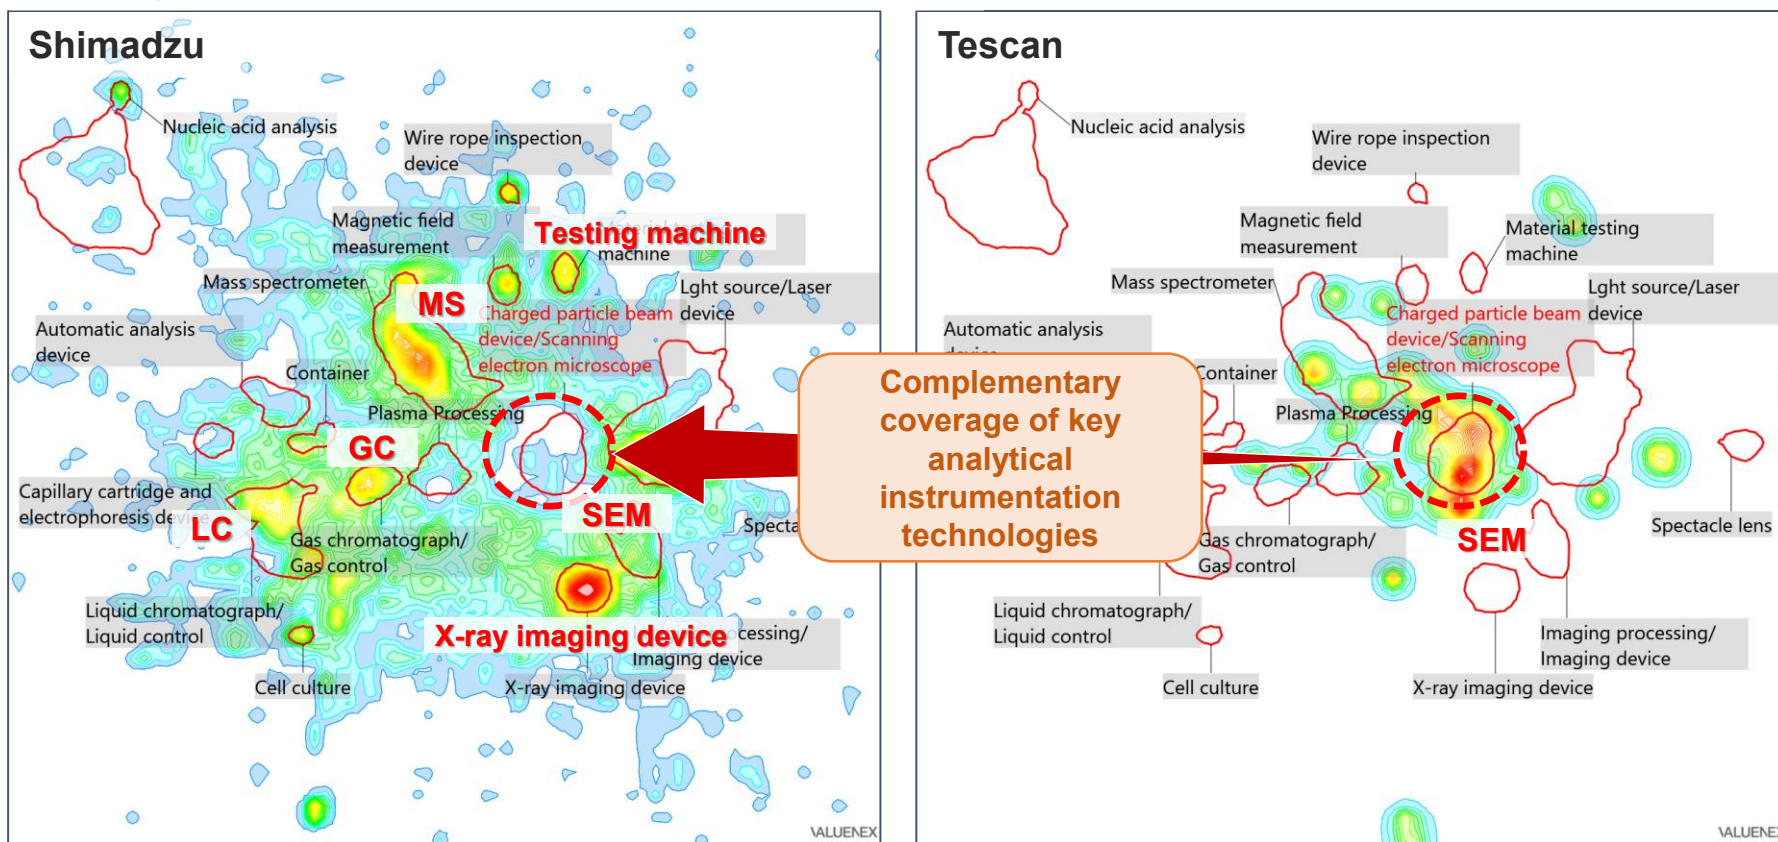 Shimadzu
Nucleic acid analysis
Wire rope inspection
device
Magnetic field
measurement
Testing machine
machine
Mass spectrometer
MS
Lght source/Laser
device
Charged particle beam
device/Scanning
electron microscope
Automatic analysis
device
Container
Plasma Processing
GC
Capillary cartridge and
electrophoresis device
LC
SEM
Gas chromatograph/
Gas control
Liquid chromatograph/
Liquid control
X-ray imaging device
Imaging device
Cell culture
X-ray imaging device
VALUENEX
Complementary
coverage of key
analytical
instrumentation
technologies
Tescan
Nucleic acid analysis
Wire rope inspection
device
Magnetic field
measurement
Material testing
machine
Mass spectrometer
Lght source/Laser
device
Charged particle beam
device/Scanning
electron microscope
Automatic analysis
Container
Plasma Processing
SEM
Spectacle lens
Gas chromatograph/
Gas control
Liquid chromatograph/
Liquid control
Imaging processing/
Imaging device
Cell culture
X-ray imaging device
VALUENEX